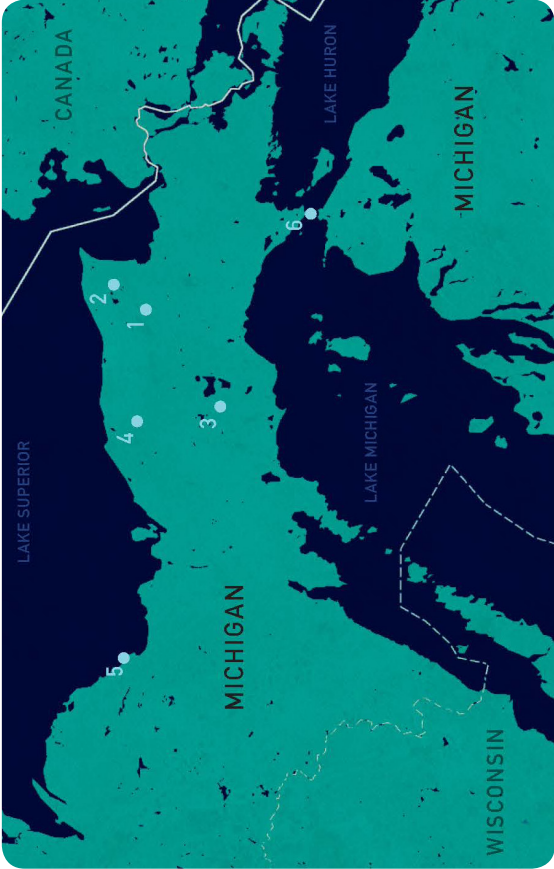 CANADA
LAKE HURON
MICHIGAN
6
2
1
4
3
LAKE SUPERIOR
LAKE MICHIGAN
5
MICHIGAN
WISCONSIN